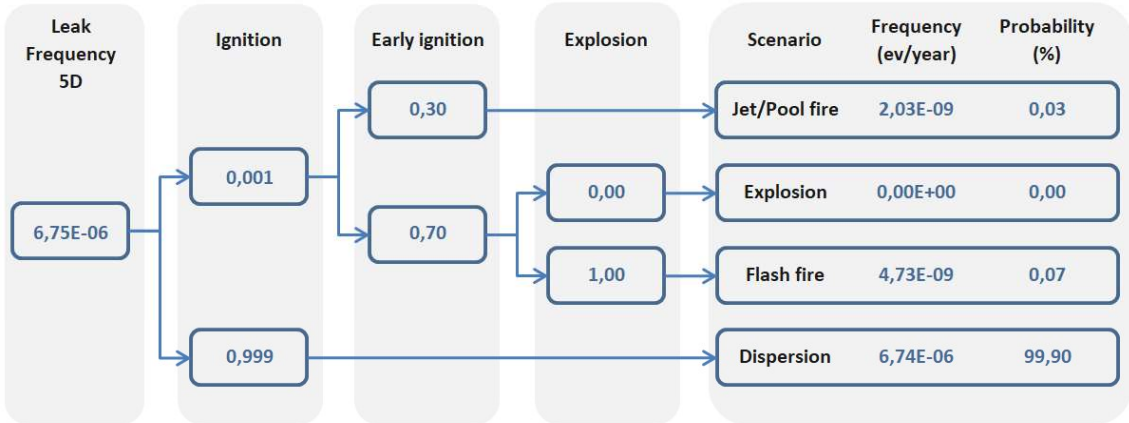 Leak
Frequency
5D
Ignition
Early ignition
Explosion
Scenario
Frequency
(ev/year)
Probability
(%)
0,30
Jet/Pool fire
2,03E-09
0,03
0,001
0,00
Explosion
0,00E+00
0,00
6,75E-06
0,70
1,00
Flash fire
4,73E-09
0,07
0,999
Dispersion
6,74E-06
99,90